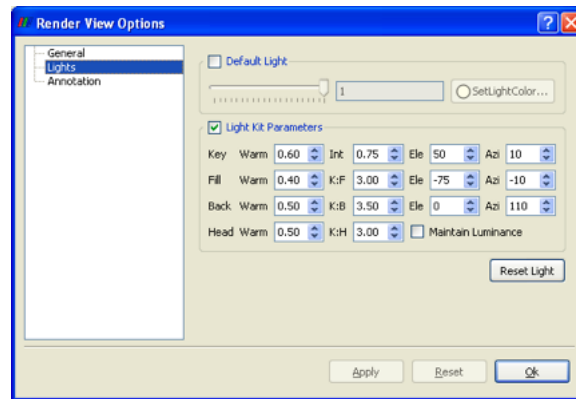 Render View Options
General
Lights
Annotation
Default Light
1 SetLightColor...
Light Kit Parameters
Key Warm 0.60 Int 0.75 Ele 50 Azi 10
Fill Warm 0.40 K:F 3.00 Ele -75 Azi -10
Back Warm 0.50 K:B 3.50 Ele 0 Azi 110
Head Warm 0.50 K:H 3.00 Maintain Luminance
Reset Light
Apply Reset Ok